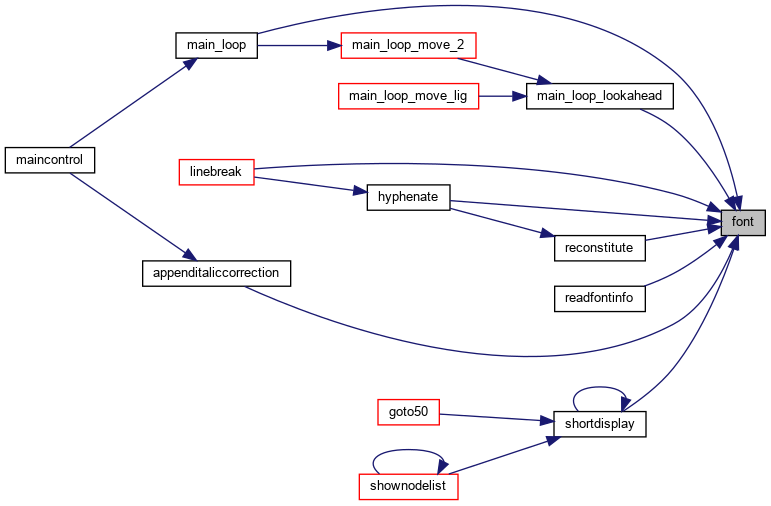 main_loop
main_loop_move_2
main_loop_move_lig
main_loop_lookahead
maincontrol
linebreak
hyphenate
font
reconstitute
appenditaliccorrection
readfontinfo
goto50
shortdisplay
shownodelist